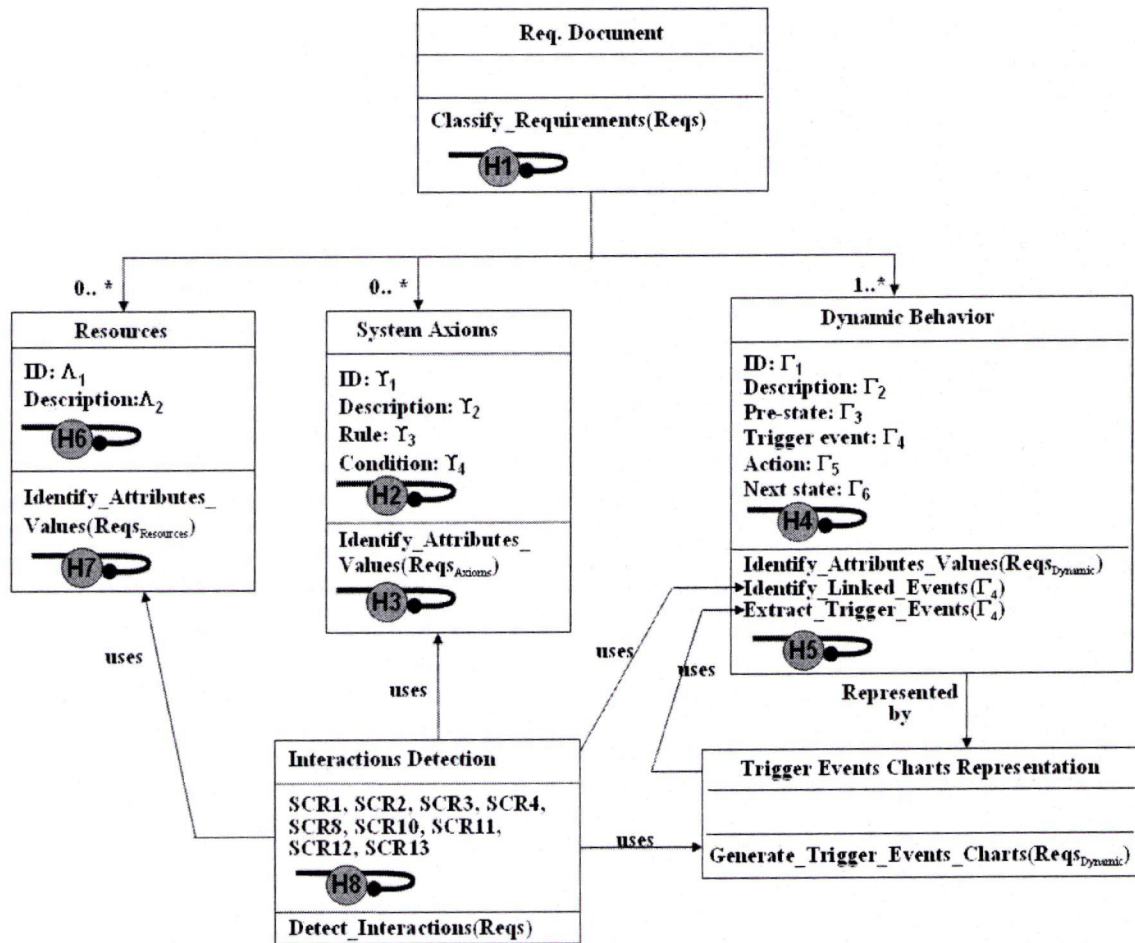 Req. Document
Classify_Requirements(Reqs)
H1
0.. *
0.. *
1..*
Resources
ID: Λ1
Description:Λ2
H6
Identify_Attributes_
Values(ReqsResources)
H7
System Axioms
ID: ϒ1
Description: ϒ2
Rule: ϒ3
Condition: ϒ4
H2
Identify_Attributes_
Values(ReqsAxioms)
H3
Dynamic Behavior
ID: Γ1
Description: Γ2
Pre-state: Γ3
Trigger event: Γ4
Action: Γ5
Next state: Γ6
H4
Identify_Attributes_Values(ReqsDynamic)
Identify_Linked_Events(Γ4)
Extract_Trigger_Events(Γ4)
H5
uses
uses
uses
uses
Represented
by
Interactions Detection
SCR1, SCR2, SCR3, SCR4,
SCR8, SCR10, SCR11,
SCR12, SCR13
H8
Detect_Interactions(Reqs)
uses
Trigger Events Charts Representation
Generate_Trigger_Events_Charts(ReqsDynamic)